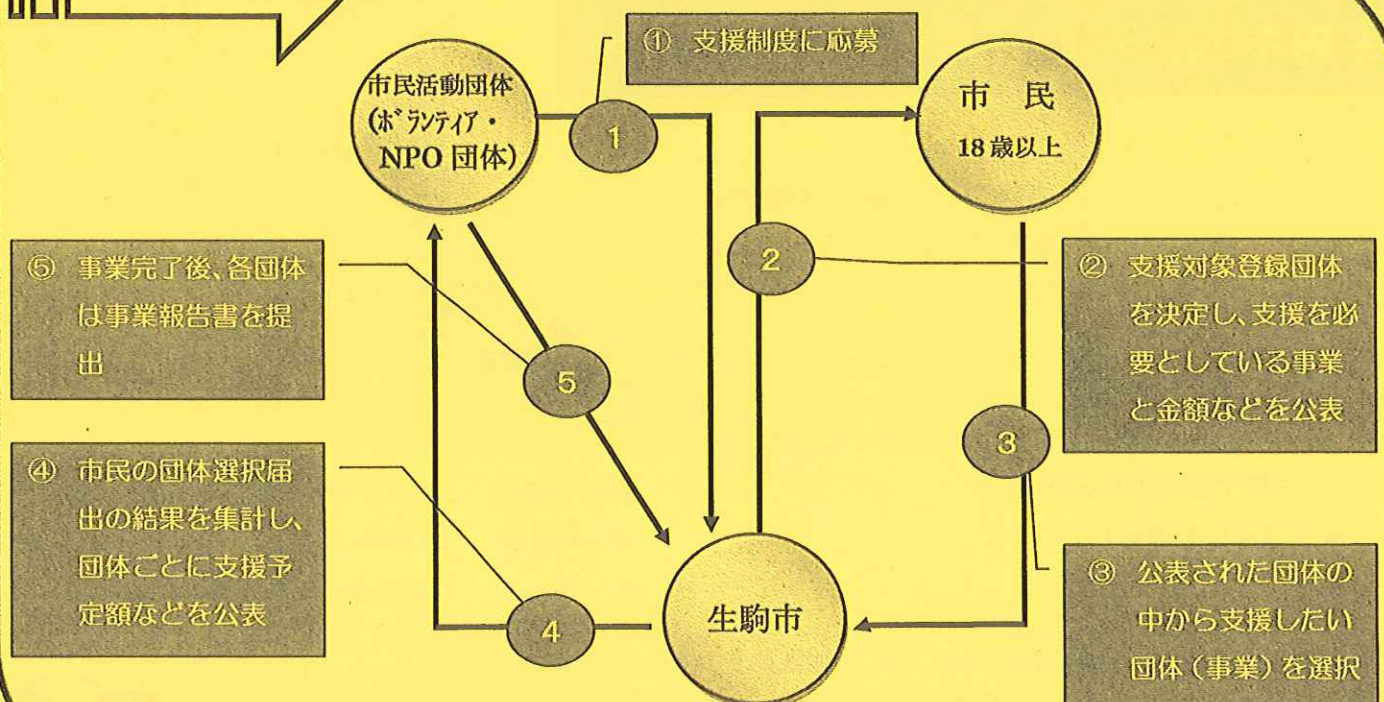 ① 支援制度に応募
市民活動団体
(ボランティア・
NPO 団体)
市 民
18歳以上
1
2
⑤ 事業完了後、各団体
は事業報告書を提
出
② 支援対象登録団体
を決定し、支援を必
要としている事業
と金額などを公表
5
3
④ 市民の団体選択届
出の結果を集計し、
団体ごとに支援予
定額などを公表
4
生駒市
③ 公表された団体の
中から支援したい
団体(事業)を選択